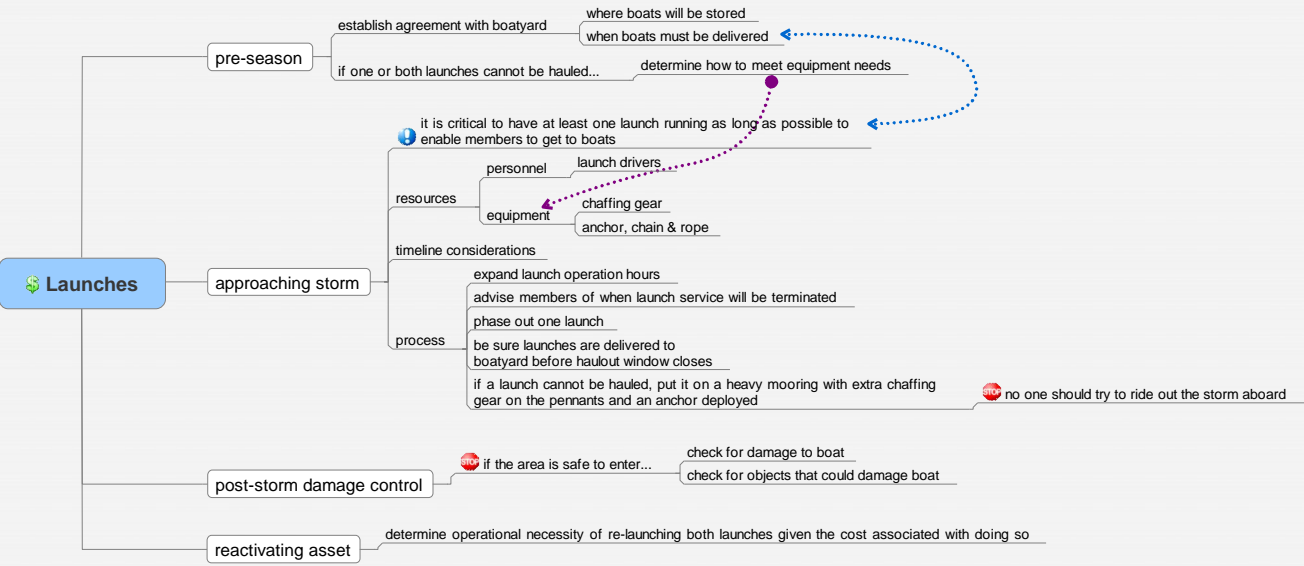 where boats will be stored
establish agreement with boatyard
when boats must be delivered
pre-season
if one or both launches cannot be hauled...
determine how to meet equipment needs
it is critical to have at least one launch running as long as possible to
enable members to get to boats
personnel
launch drivers
resources
equipment
chaffing gear
anchor, chain & rope
timeline considerations
Launches
approaching storm
expand launch operation hours
advise members of when launch service will be terminated
phase out one launch
process
be sure launches are delivered to
boatyard before haulout window closes
if a launch cannot be hauled, put it on a heavy mooring with extra chaffing
gear on the pennants and an anchor deployed
STOP
no one should try to ride out the storm aboard
post-storm damage control
STOP
if the area is safe to enter...
check for damage to boat
check for objects that could damage boat
reactivating asset
determine operational necessity of re-launching both launches given the cost associated with doing so